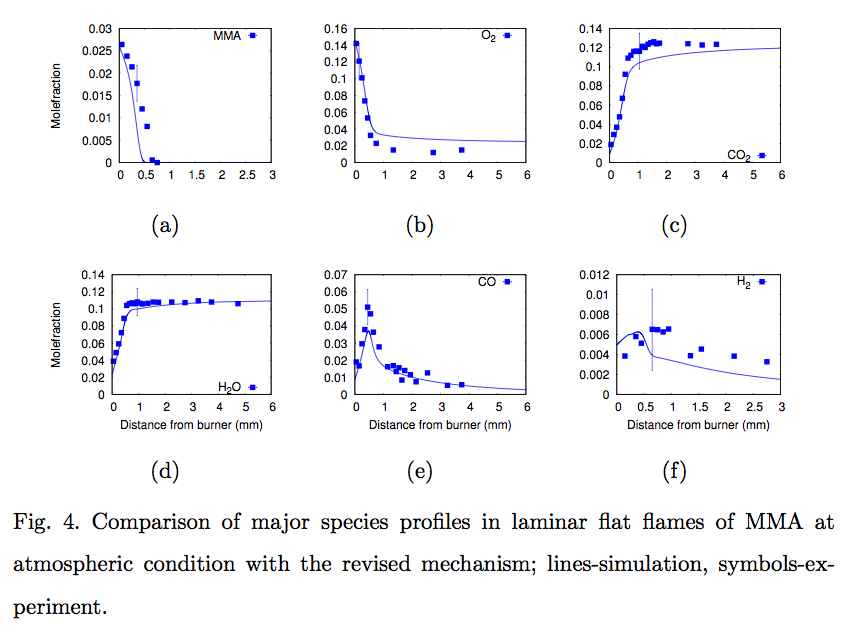 0.03
0.025
0.02
0.015
0.01
0.005
0
Molefraction
MMA
0 0.5 1 1.5 2 2.5 3
(a)
0.16
0.14
0.12
0.1
0.08
0.06
0.04
0.02
0
O2
0 1 2 3 4 5 6
(b)
0.14
0.12
0.1
0.08
0.06
0.04
0.02
0
CO2
0 1 2 3 4 5 6
(c)
0.14
0.12
0.1
0.08
0.06
0.04
0.02
0
Molefraction
H2O
0 1 2 3 4 5 6
Distance from burner (mm)
(d)
0.07
0.06
0.05
0.04
0.03
0.02
0.01
0
CO
0 1 2 3 4 5 6
Distance from burner (mm)
(e)
0.012
0.01
0.008
0.006
0.004
0.002
0
H2
0 0.5 1 1.5 2 2.5 3
Distance from burner (mm)
(f)
Fig. 4. Comparison of major species profiles in laminar flat flames of MMA at
atmospheric condition with the revised mechanism; lines-simulation, symbols-ex-
periment.